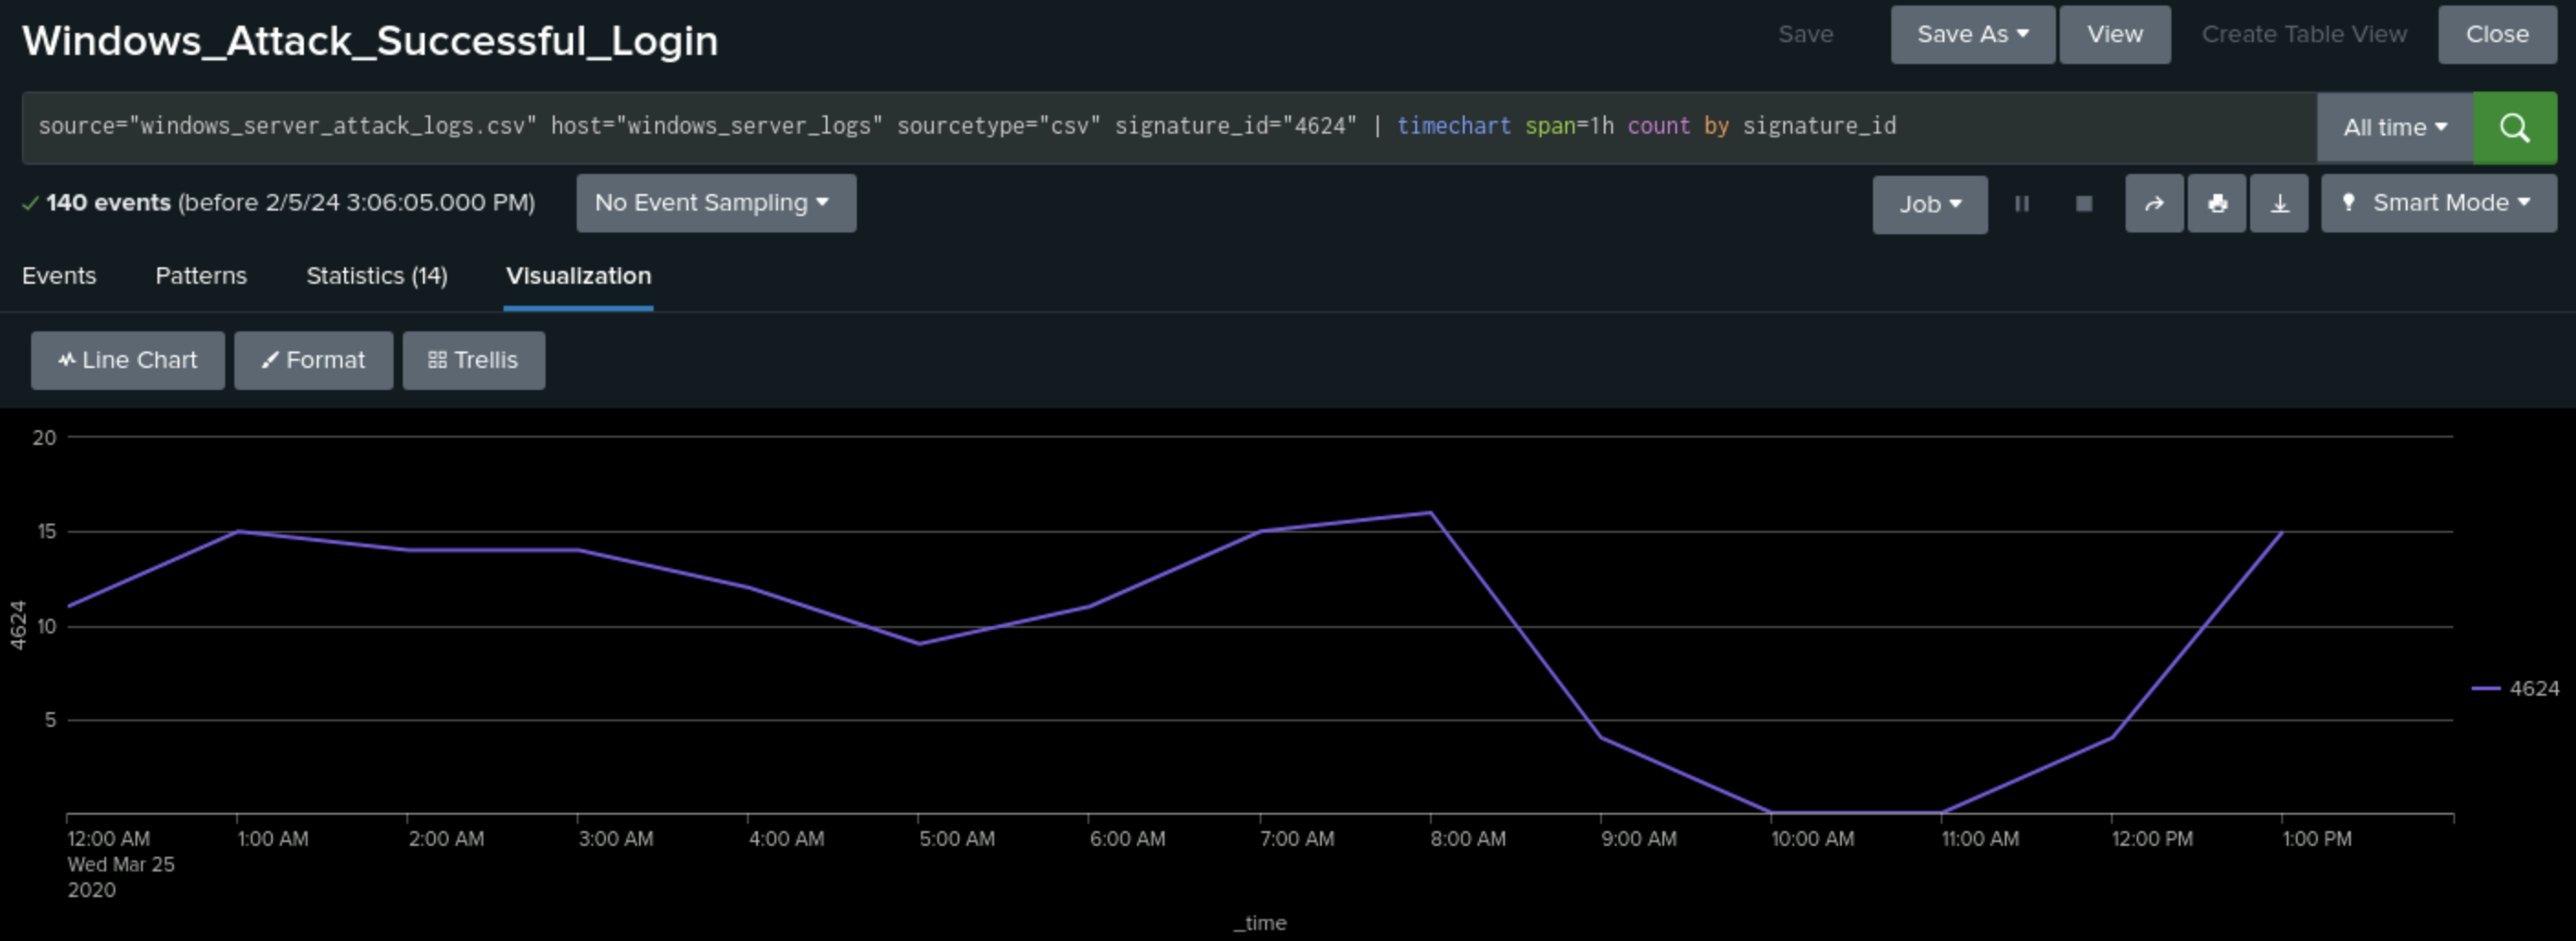 Windows_Attack_Successful_Login
Save
Save As
View
Create Table View
Close
source="windows_server_attack_logs.csv" host="windows_server_logs" sourcetype="csv" signature_id="4624" | timechart span=1h count by signature_id
All time
140 events (before 2/5/24 3:06:05.000 PM)
No Event Sampling
Job
Smart Mode
Events
Patterns
Statistics (14)
Visualization
Line Chart
Format
Trellis
20
15
10
5
4624
4624
12:00 AM
Wed Mar 25
2020
1:00 AM
2:00 AM
3:00 AM
4:00 AM
5:00 AM
6:00 AM
7:00 AM
8:00 AM
9:00 AM
10:00 AM
11:00 AM
12:00 PM
1:00 PM
_time